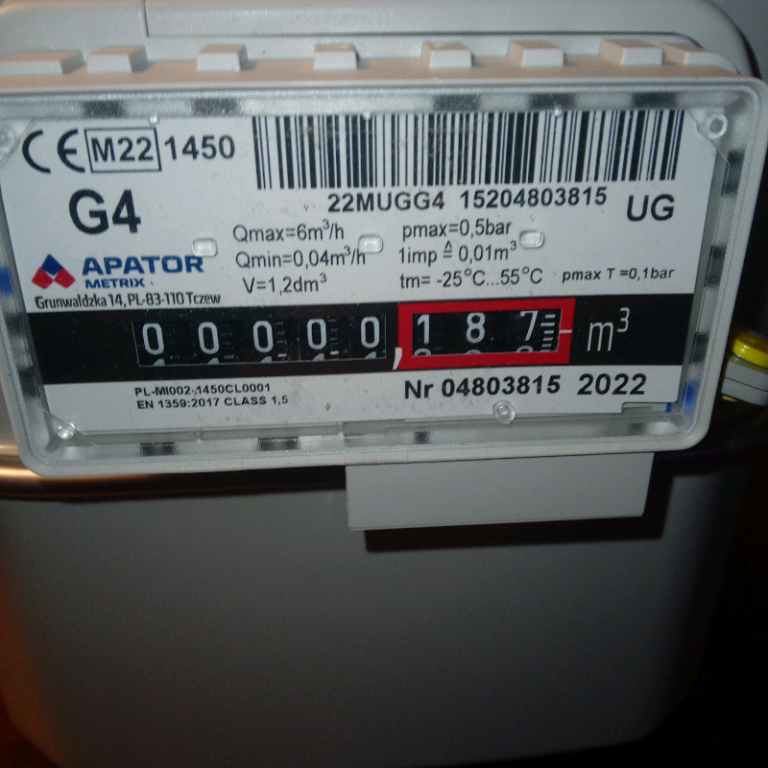 CE M22 1450
22MUGG4 15204803815
G4
UG
Qmax=6m³/h
pmax=0,5bar
Qmin=0,04m³/h
1imp ≙ 0,01m³
V=1,2dm³
tm= -25°C...55°C
pmax T =0,1bar
APATOR
METRIX
Grunwaldzka 14, PL-83-110 Tczew
00000,187 m³
PL-MI002-1450CL0001
EN 1359:2017 CLASS 1,5
Nr 04803815 2022